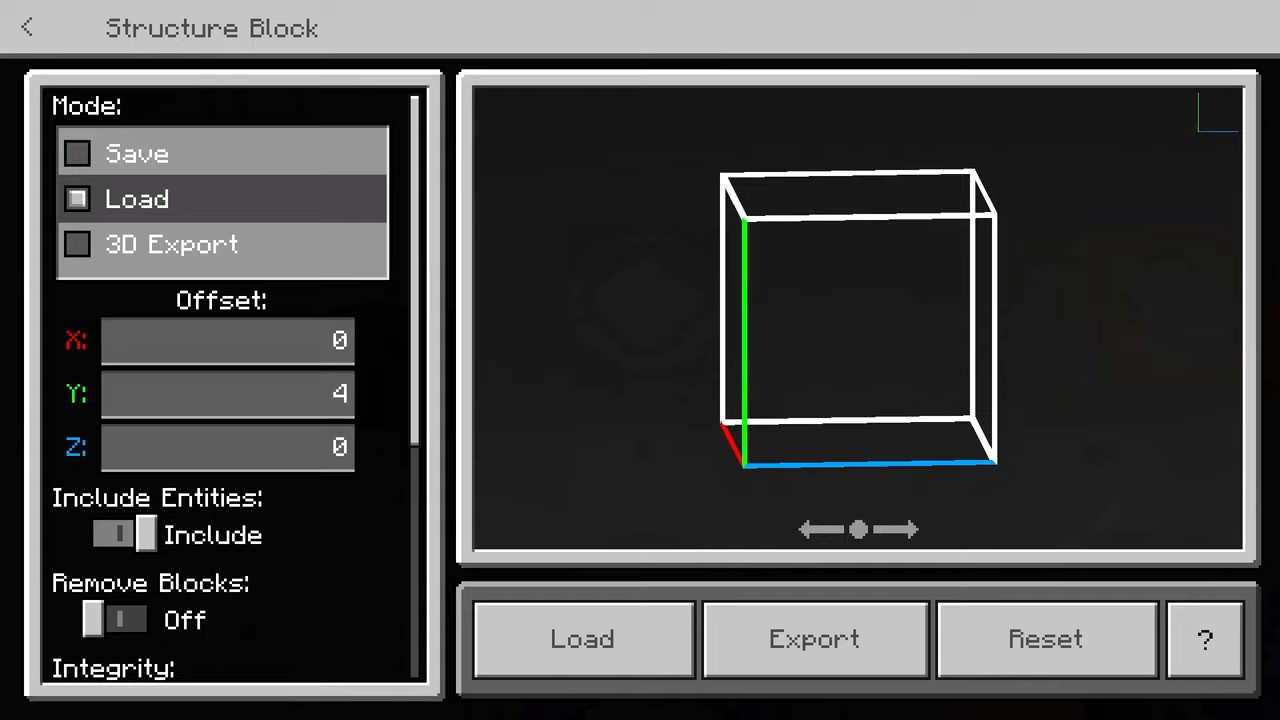 Structure Block
Mode:
Save
Load
3D Export
Offset:
X: 0
Y: 4
Z: 0
Include Entities:
Include
Remove Blocks:
Off
Integrity:
Load
Export
Reset
?